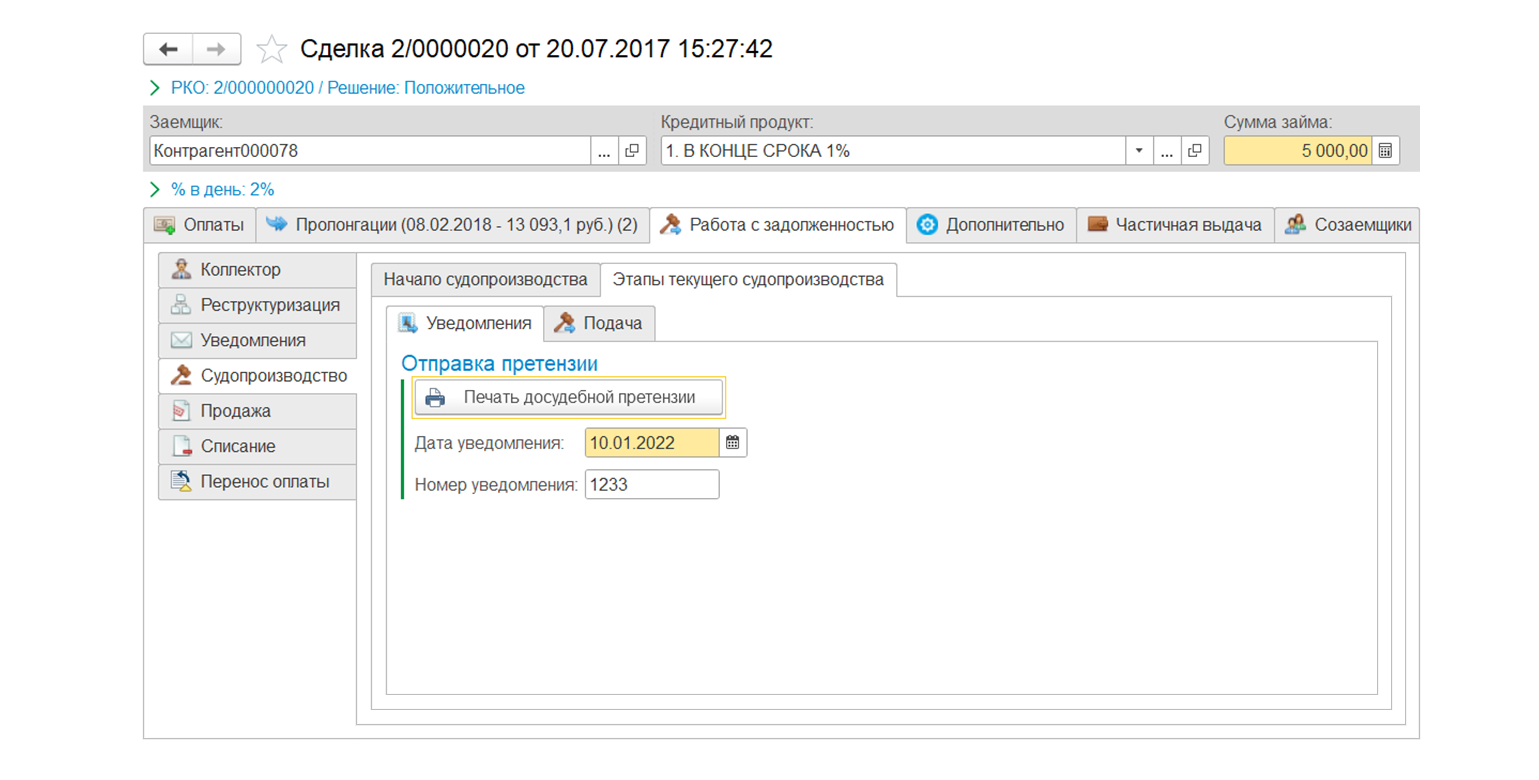 Сделка 2/0000020 от 20.07.2017 15:27:42
РКО: 2/000000020 / Решение: Положительное
Заемщик: Кредитный продукт: Сумма займа:
Контрагент000078 ... 1. В КОНЦЕ СРОКА 1% ... 5 000,00
% в день: 2%
Оплаты Пролонгации (08.02.2018 - 13 093,1 руб.) (2) Работа с задолженностью Дополнительно Частичная выдача Созаемщики
Коллектор
Реструктуризация
Уведомления
Судопроизводство
Продажа
Списание
Перенос оплаты
Начало судопроизводства Этапы текущего судопроизводства
Уведомления Подача
Отправка претензии
Печать досудебной претензии
Дата уведомления: 10.01.2022
Номер уведомления: 1233